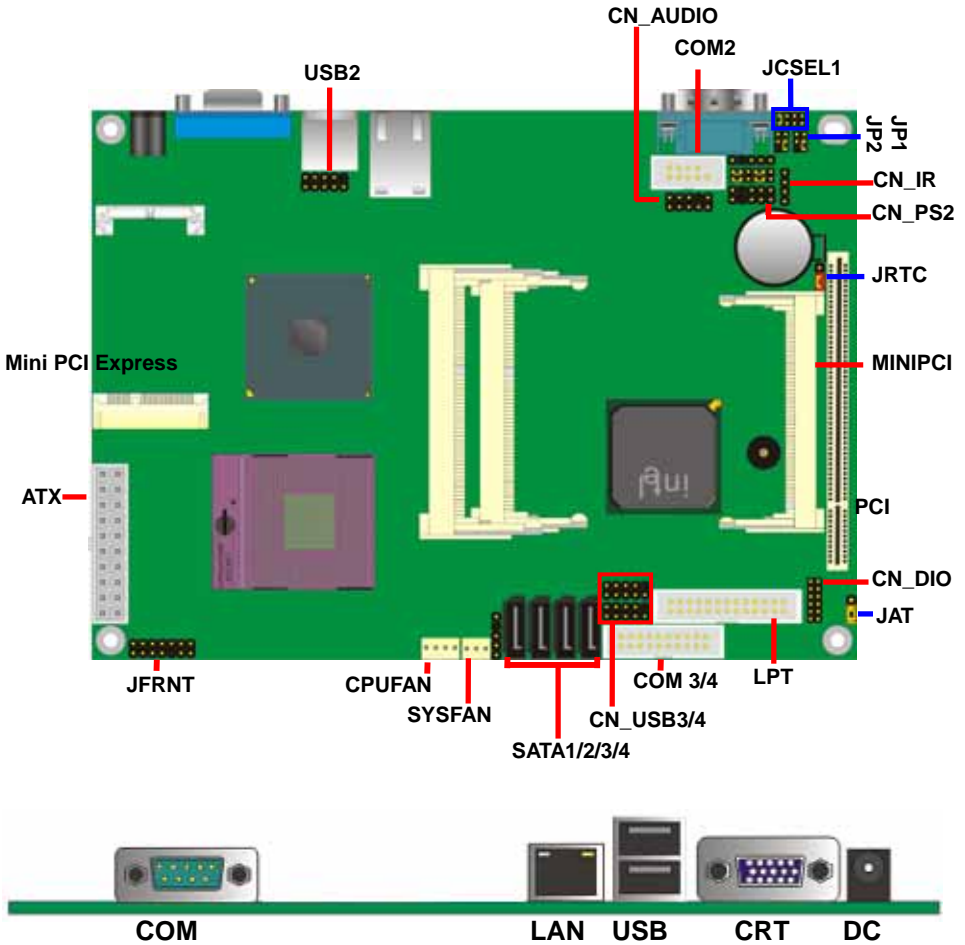 CN_AUDIO
COM2
USB2
JCSEL1
JP1
JP2
CN_IR
CN_PS2
JRTC
Mini PCI Express
MINIPCI
intel
ATX
PCI
CN_DIO
JAT
JFRNT
CPUFAN
COM 3/4
LPT
SYSFAN
CN_USB3/4
SATA1/2/3/4
COM
LAN
USB
CRT
DC